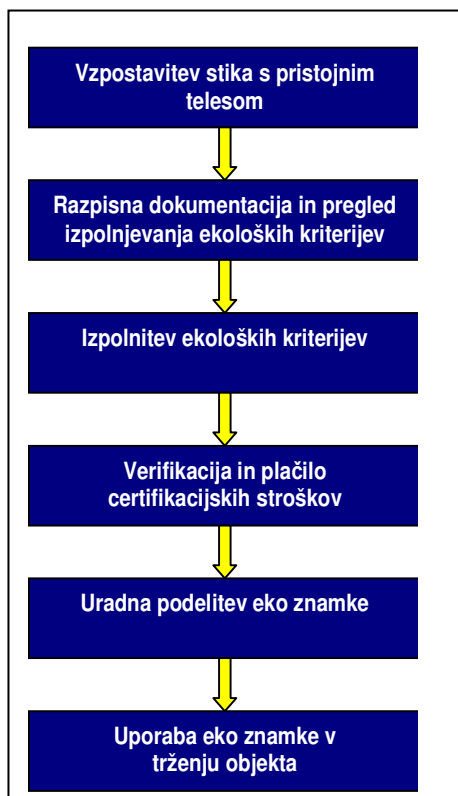 Vzpostavitev stika s pristojnim
telesom
Razpisna dokumentacija in pregled
izpolnjevanja ekoloških kriterijev
Izpolnitev ekoloških kriterijev
Verifikacija in plačilo
certifikacijskih stroškov
Uradna podelitev eko znamke
Uporaba eko znamke v
trženju objekta